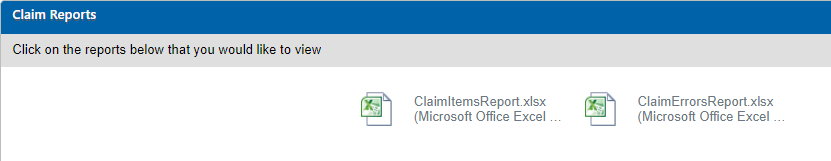 Claim Reports
Click on the reports below that you would like to view
ClaimItemsReport.xlsx
(Microsoft Office Excel ...
ClaimErrorsReport.xlsx
(Microsoft Office Excel ...